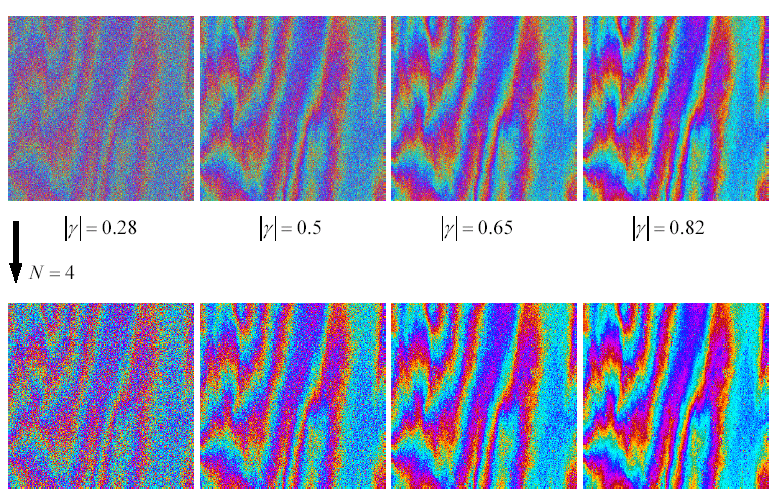 |γ| = 0.28
|γ| = 0.5
|γ| = 0.65
|γ| = 0.82
N = 4